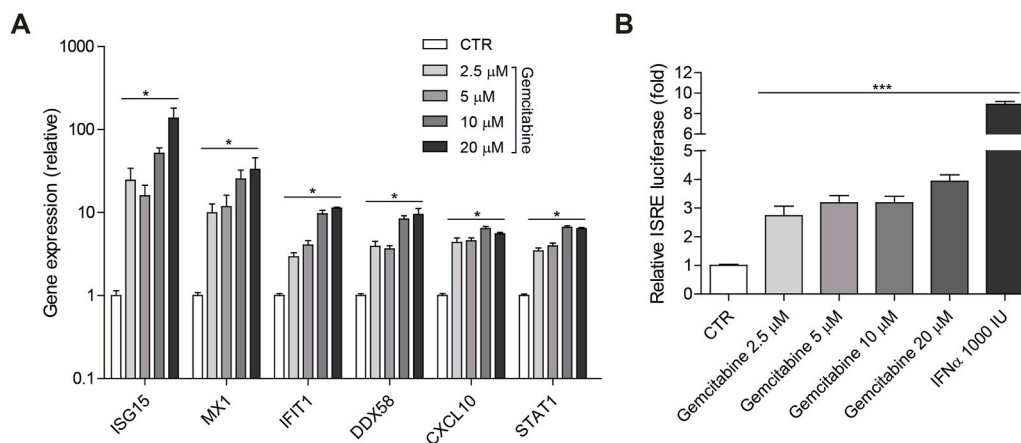 A
Gene expression (relative)
1000
100
10
1
0.1
CTR
2.5 μM
5 μM
10 μM
20 μM
Gemcitabine
*
*
*
*
*
*
ISG15
MX1
IFIT1
DDX58
CXCL10
STAT1
B
Relative ISRE luciferase (fold)
12
10
8
6
4
3
2
1
0
***
CTR
Gemcitabine 2.5 μM
Gemcitabine 5 μM
Gemcitabine 10 μM
Gemcitabine 20 μM
IFNα 1000 IU